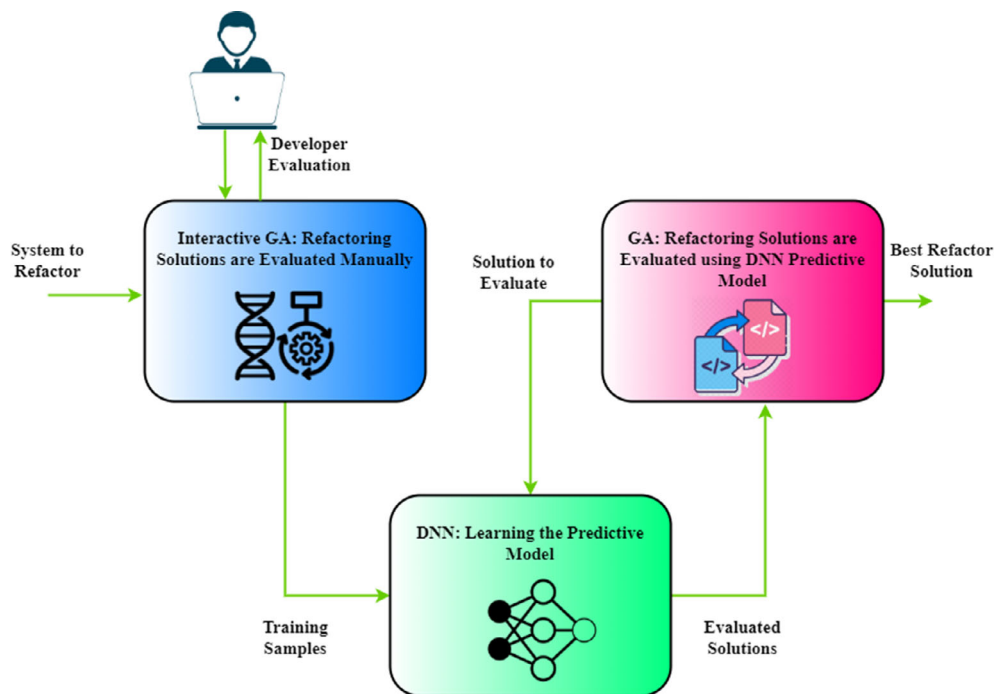 Developer
Evaluation
System to
Refactor
Interactive GA: Refactoring
Solutions are Evaluated Manually
Solution to
Evaluate
GA: Refactoring Solutions are
Evaluated using DNN Predictive
Model
</>
</>
Best Refactor
Solution
DNN: Learning the Predictive
Model
Training
Samples
Evaluated
Solutions